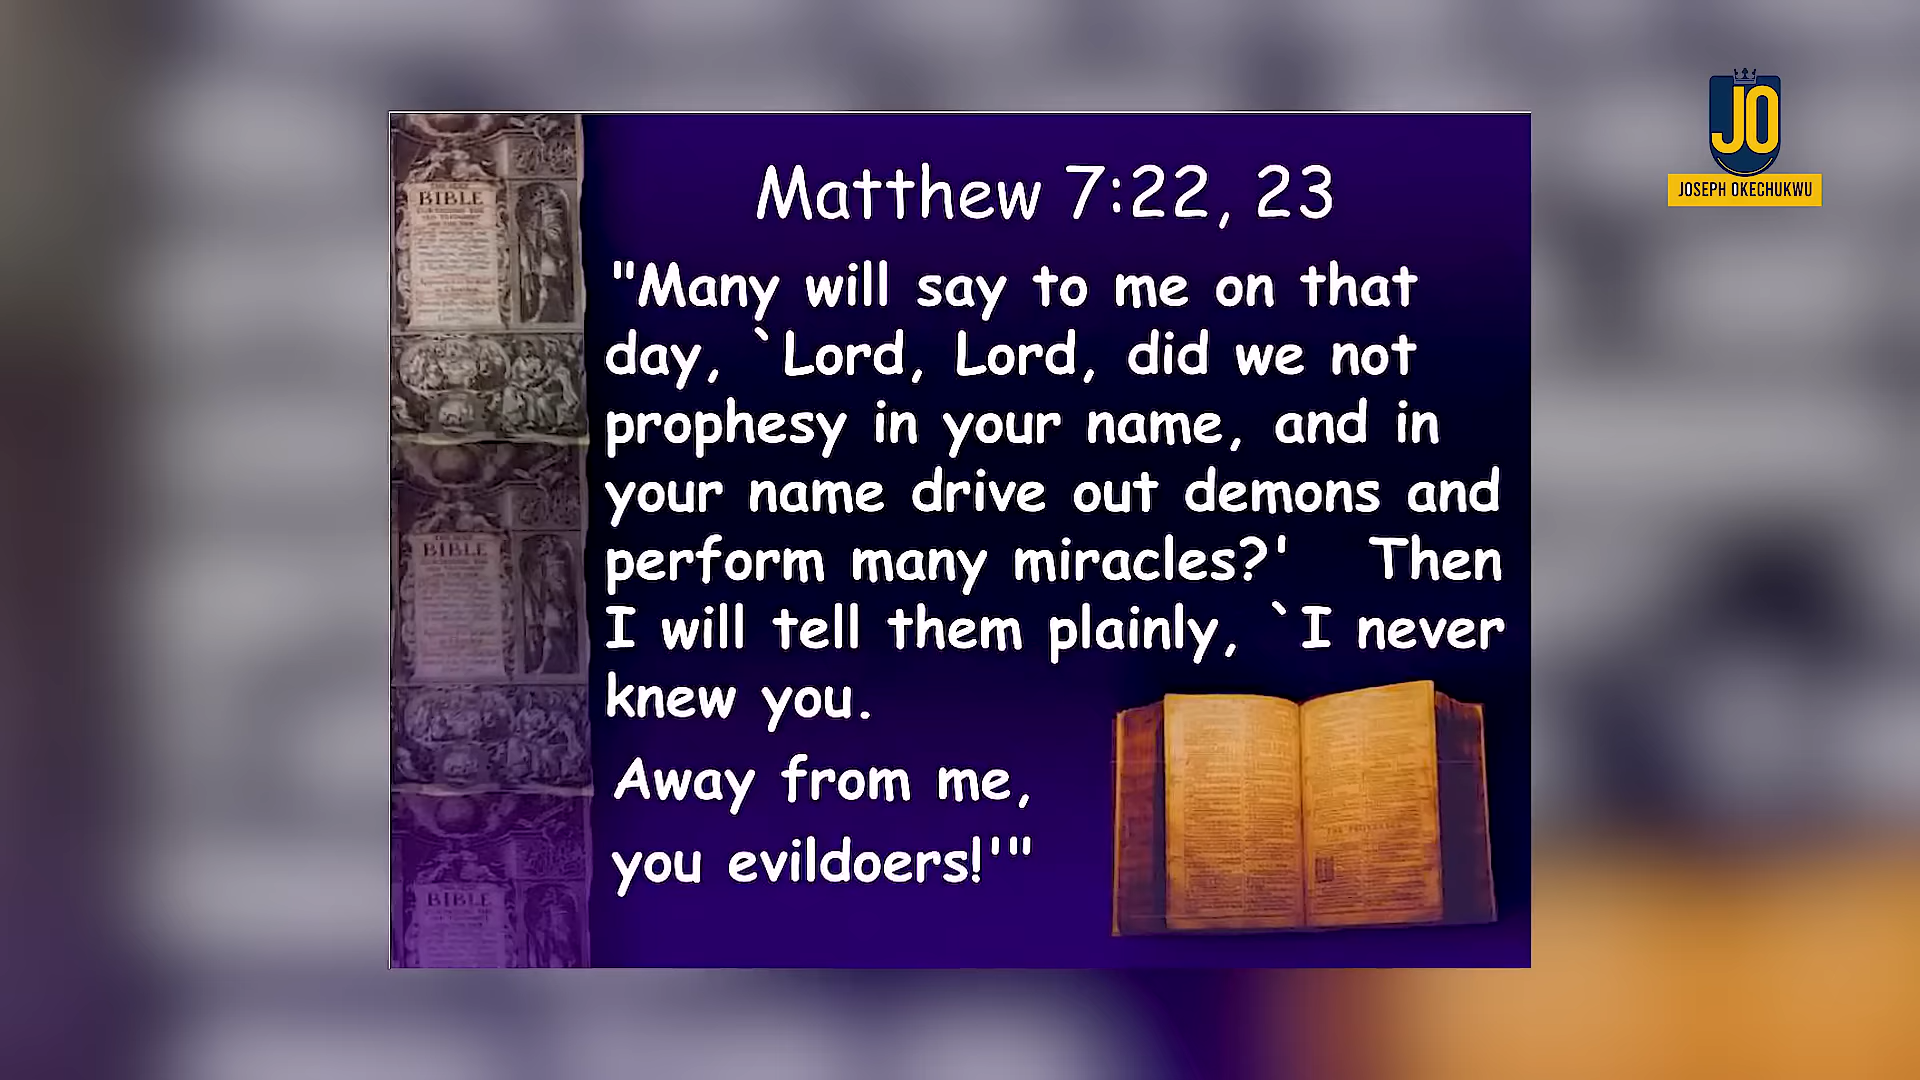 Matthew 7:22, 23
"Many will say to me on that
day, `Lord, Lord, did we not
prophesy in your name, and in
your name drive out demons and
perform many miracles?' Then
I will tell them plainly, `I never
knew you.
Away from me,
you evildoers!'"
JO
JOSEPH OKECHUKWU
BIBLE
BIBLE
BIBLE